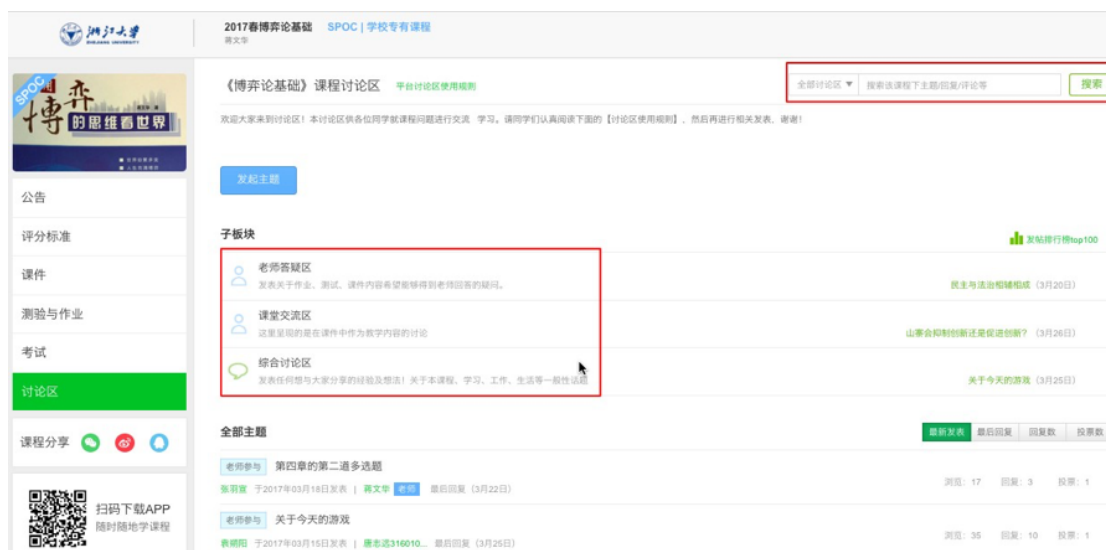 浙江大学
ZHEJIANG UNIVERSITY
2017春博弈论基础 SPOC | 学校专有课程
蒋文华
SPOC
博弈
的思维看世界
《博弈论基础》课程讨论区 平台讨论区使用规则
全部讨论区 ▼ 搜索该课程下主题/回复/评论等 搜索
欢迎大家来到讨论区！本讨论区供各位同学就课程问题进行交流 学习。请同学们认真阅读下面的【讨论区使用规则】，然后再进行相关发表，谢谢！
发起主题
公告
评分标准
课件
测验与作业
考试
讨论区
课程分享
扫码下载APP
随时随地学课程
子板块
发帖排行榜top100
老师答疑区
发表关于作业、测试、课件内容希望能够得到老师回答的疑问。
民主与法治相辅相成（3月20日）
课堂交流区
这里呈现的是在课件中作为教学内容的讨论
山寨会抑制创新还是促进创新？（3月26日）
综合讨论区
发表任何想与大家分享的经验及想法！关于本课程、学习、工作、生活等一般性话题
关于今天的游戏（3月25日）
全部主题
最新发表 最后回复 回复数 投票数
老师参与 第四章的第二道多选题
张羽萱 于2017年03月18日发表 | 蒋文华 老师 最后回复（3月22日）
浏览：17 回复：3 投票：1
老师参与 关于今天的游戏
于2017年03月15日发表 | 唐志远316010... 最后回复（3月25日）
浏览：35 回复：10 投票：1